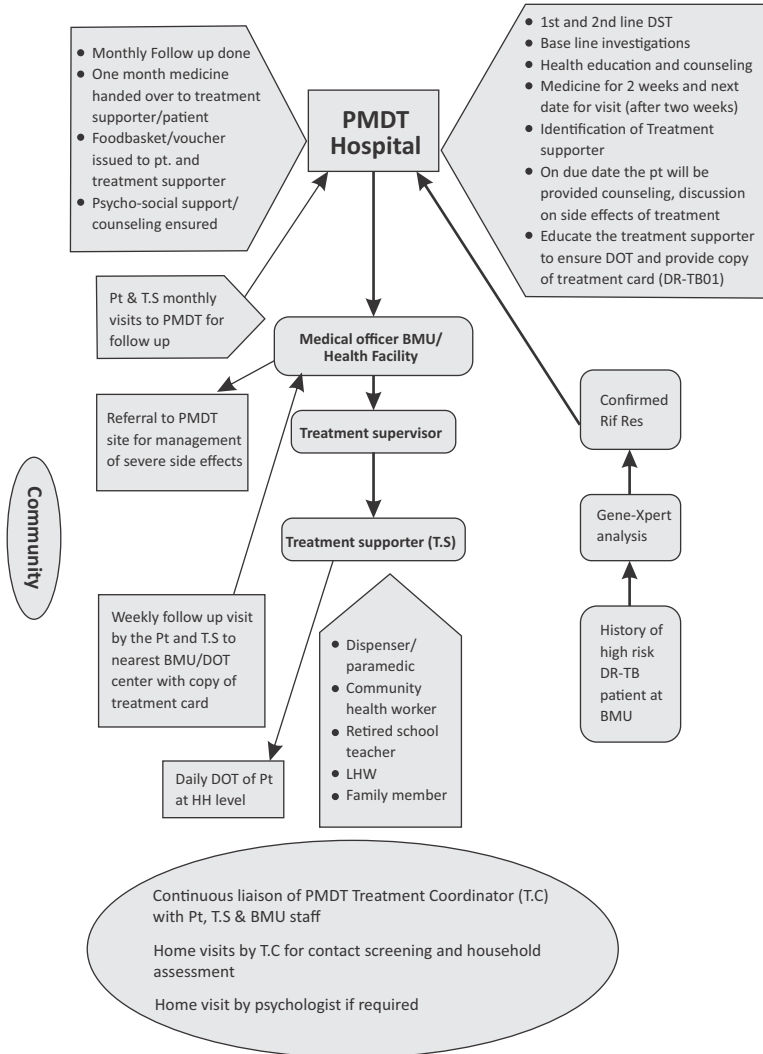 • Monthly Follow up done
• One month medicine
handed over to treatment
supporter/patient
• Foodbasket/voucher
issued to pt. and
treatment supporter
• Psycho-social support/
counseling ensured
PMDT
Hospital
• 1st and 2nd line DST
• Base line investigations
• Health education and counseling
• Medicine for 2 weeks and next
date for visit (after two weeks)
• Identification of Treatment
supporter
• On due date the pt will be
provided counseling, discussion
on side effects of treatment
• Educate the treatment supporter
to ensure DOT and provide copy
of treatment card (DR-TB01)
Pt & T.S monthly
visits to PMDT for
follow up
Medical officer BMU/
Health Facility
Referral to PMDT
site for management
of severe side effects
Treatment supervisor
Confirmed
Rif Res
Community
Treatment supporter (T.S)
Gene-Xpert
analysis
Weekly follow up visit
by the Pt and T.S to
nearest BMU/DOT
center with copy of
treatment card
• Dispenser/
paramedic
• Community
health worker
• Retired school
teacher
• LHW
• Family member
History of
high risk
DR-TB
patient at
BMU
Daily DOT of Pt
at HH level
Continuous liaison of PMDT Treatment Coordinator (T.C)
with Pt, T.S & BMU staff
Home visits by T.C for contact screening and household
assessment
Home visit by psychologist if required